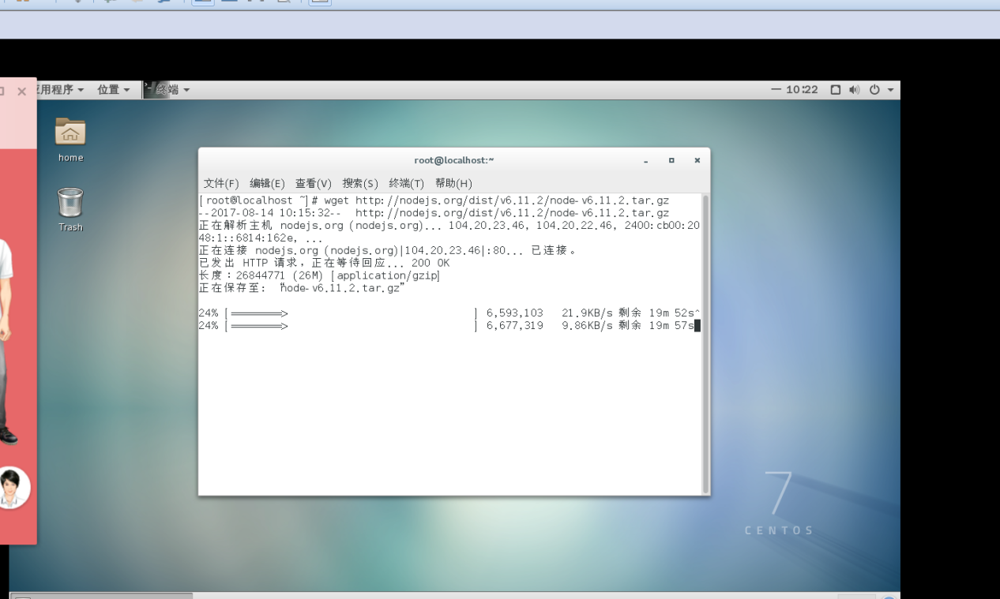 用程序 位置 终端 一 10:22
home
Trash
root@localhost:~
文件(F) 编辑(E) 查看(V) 搜索(S) 终端(T) 帮助(H)
[root@localhost ~]# wget http://nodejs.org/dist/v6.11.2/node-v6.11.2.tar.gz
--2017-08-14 10:15:32-- http://nodejs.org/dist/v6.11.2/node-v6.11.2.tar.gz
正在解析主机 nodejs.org (nodejs.org)... 104.20.23.46, 104.20.22.46, 2400:cb00:20
48:1::6814:162e, ...
正在连接 nodejs.org (nodejs.org)|104.20.23.46|:80... 已连接。
已发出 HTTP 请求，正在等待回应... 200 OK
长度：26844771 (26M) [application/gzip]
正在保存至: “node-v6.11.2.tar.gz”
24% [=======> ] 6,593,103 21.9KB/s 剩余 19m 52s^
24% [=======> ] 6,677,319 9.86KB/s 剩余 19m 57s
7
CENTOS